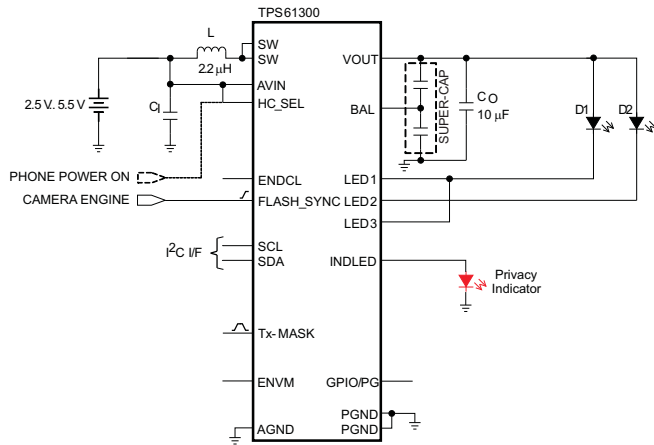 TPS61300
L
2.2 μH
SW
SW
VOUT
AVIN
HC_SEL
2.5 V. 5.5 V
CI
BAL
SUPER-CAP
CO
10 μF
D1
D2
PHONE POWER ON
CAMERA ENGINE
ENDCL
FLASH_SYNC
LED1
LED2
LED3
I2C I/F
SCL
SDA
INDLED
Privacy
Indicator
Tx-MASK
ENVM
GPIO/PG
AGND
PGND
PGND